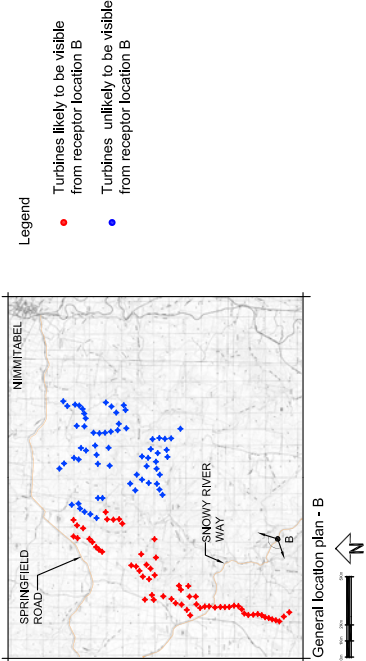 Legend
Turbines likely to be visible
from receptor location B
Turbines unlikely to be visible
from receptor location B
NIMMITABEL
SPRINGFIELD
ROAD
SNOWY RIVER
WAY
B
General location plan - B
N